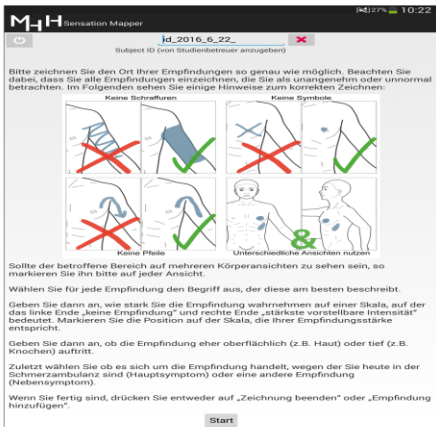 27% 10:22
MHH Sensation Mapper
id_2016_6_22_
Subject ID (von Studienbetreuer anzugeben)
Bitte zeichnen Sie den Ort Ihrer Empfindungen so genau wie möglich. Beachten Sie
dabei, dass Sie alle Empfindungen einzeichnen, die Sie als unangenehm oder unnormal
betrachten. Im Folgenden sehen Sie einige Hinweise zum korrekten Zeichnen:
Keine Schraffuren
Keine Symbole
Keine Pfeile
&
Unterschiedliche Ansichten nutzen
Sollte der betroffene Bereich auf mehreren Körperansichten zu sehen sein, so
markieren Sie ihn bitte auf jeder Ansicht.
Wählen Sie für jede Empfindung den Begriff aus, der diese am besten beschreibt.
Geben Sie dann an, wie stark Sie die Empfindung wahrnehmen auf einer Skala, auf der
das linke Ende „keine Empfindung“ und rechte Ende „stärkste vorstellbare Intensität“
bedeutet. Markieren Sie die Position auf der Skala, die Ihrer Empfindungsstärke
entspricht.
Geben Sie dann an, ob die Empfindung eher oberflächlich (z.B. Haut) oder tief (z.B.
Knochen) auftritt.
Zuletzt wählen Sie ob es sich um die Empfindung handelt, wegen der Sie heute in der
Schmerzambulanz sind (Hauptsymptom) oder eine andere Empfindung
(Nebensymptom).
Wenn Sie fertig sind, drücken Sie entweder auf „Zeichnung beenden“ oder „Empfindung
hinzufügen“.
Start